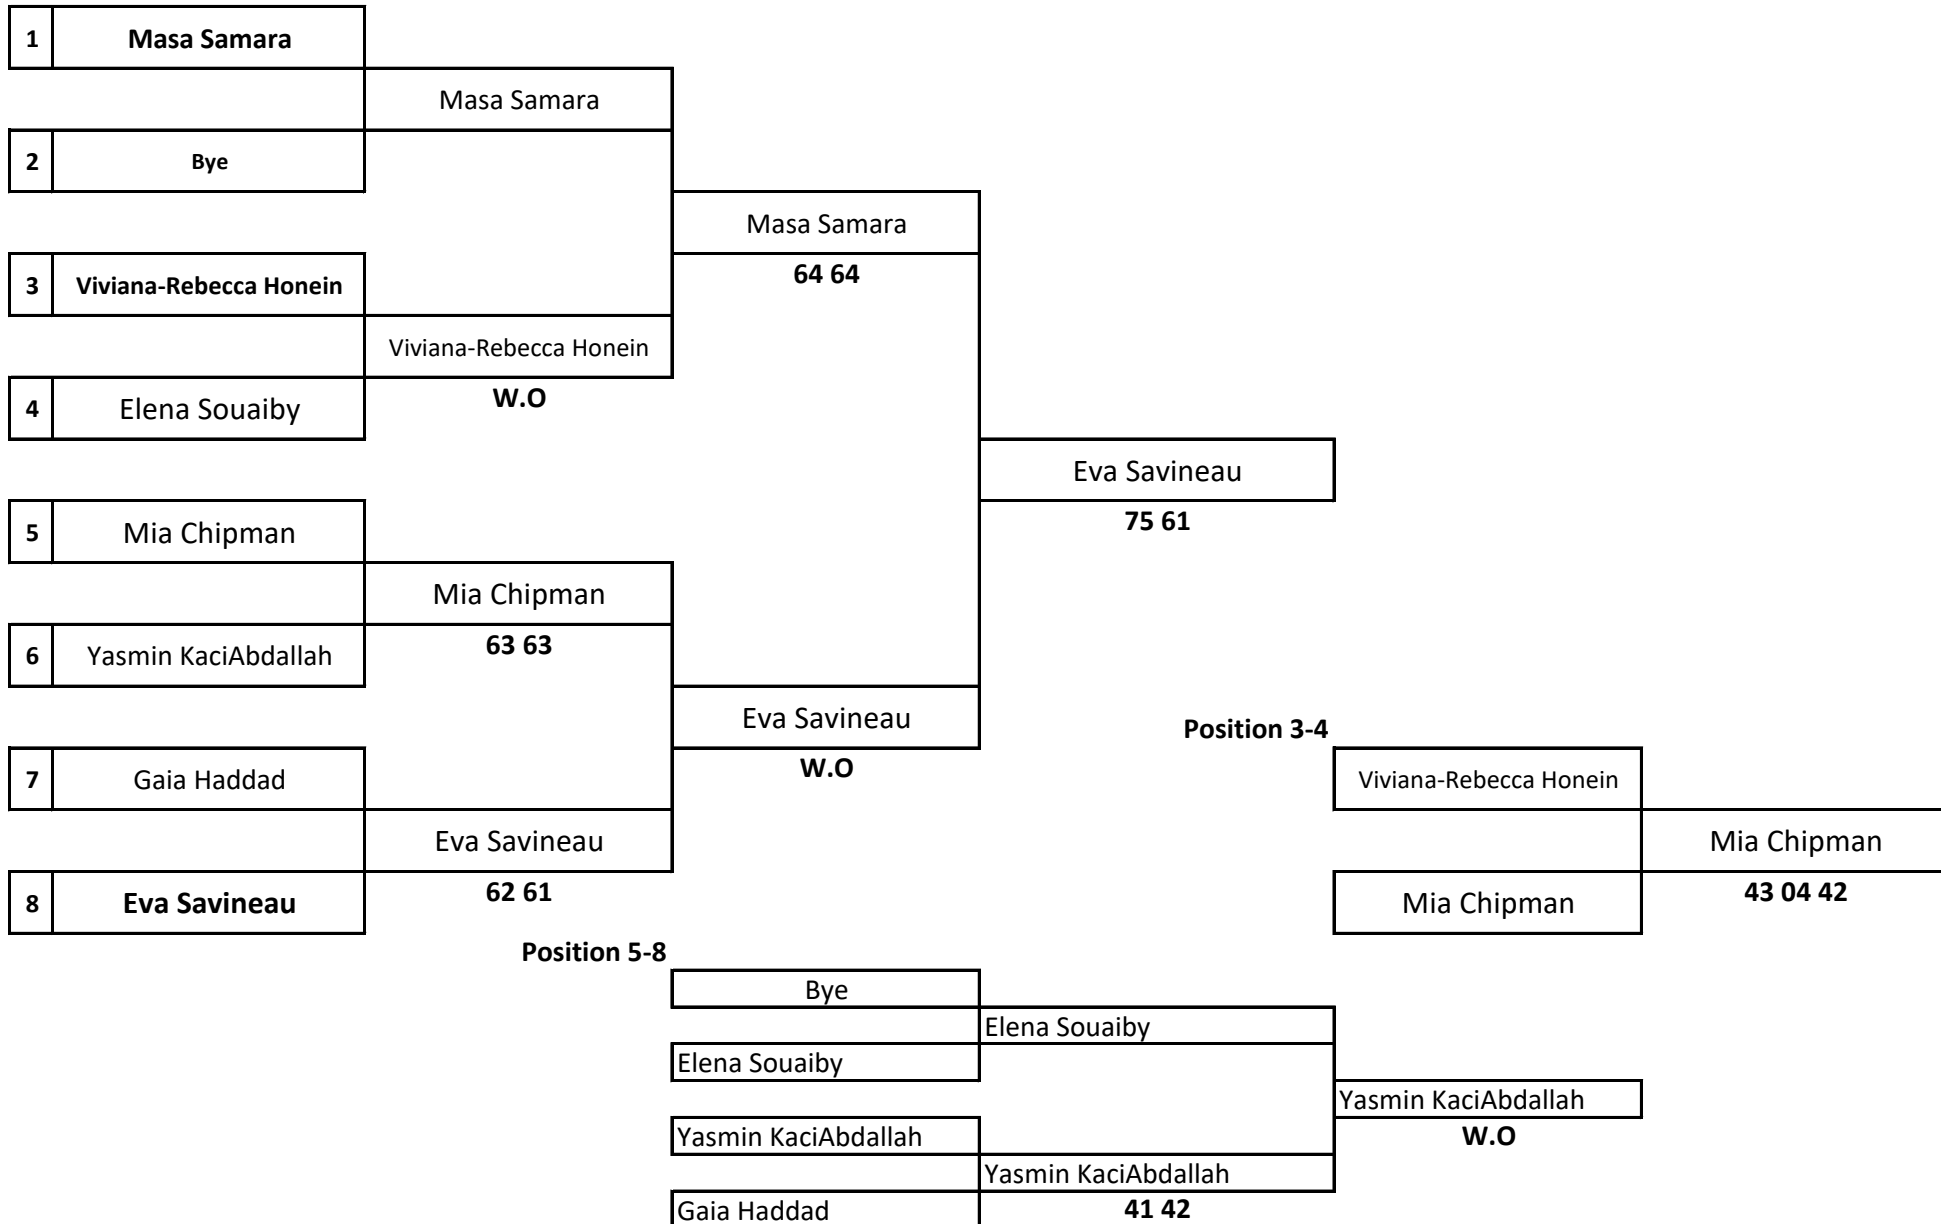 1 Masa Samara
Masa Samara
2 Bye
Masa Samara
64 64
3 Viviana-Rebecca Honein
Viviana-Rebecca Honein
W.O
4 Elena Souaiby
Eva Savineau
75 61
5 Mia Chipman
Mia Chipman
63 63
6 Yasmin KaciAbdallah
Eva Savineau
W.O
Position 3-4
7 Gaia Haddad
Viviana-Rebecca Honein
Eva Savineau
62 61
Mia Chipman
43 04 42
8 Eva Savineau
Mia Chipman
Position 5-8
Bye
Elena Souaiby
Elena Souaiby
Yasmin KaciAbdallah
W.O
Yasmin KaciAbdallah
Yasmin KaciAbdallah
41 42
Gaia Haddad